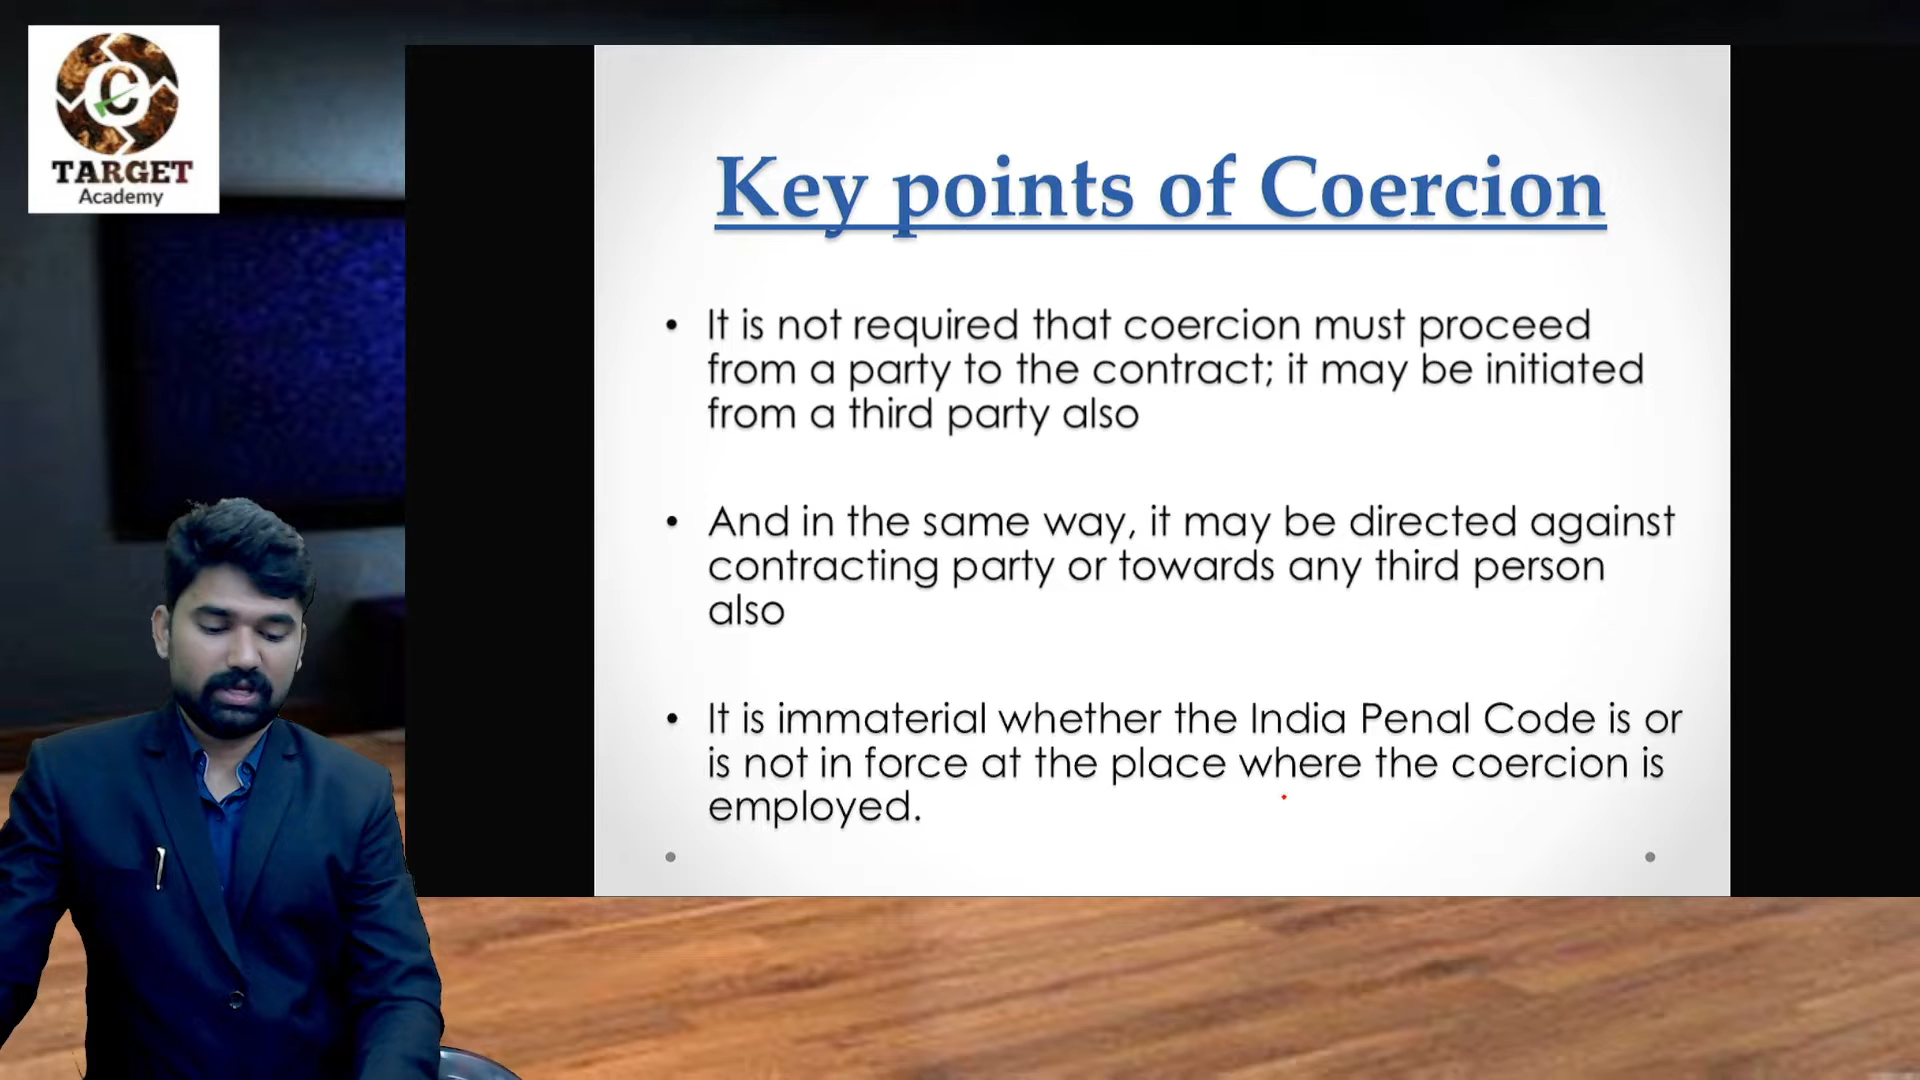 TARGET
Academy
Key points of Coercion
• It is not required that coercion must proceed
from a party to the contract; it may be initiated
from a third party also
• And in the same way, it may be directed against
contracting party or towards any third person
also
• It is immaterial whether the India Penal Code is or
is not in force at the place where the coercion is
employed.